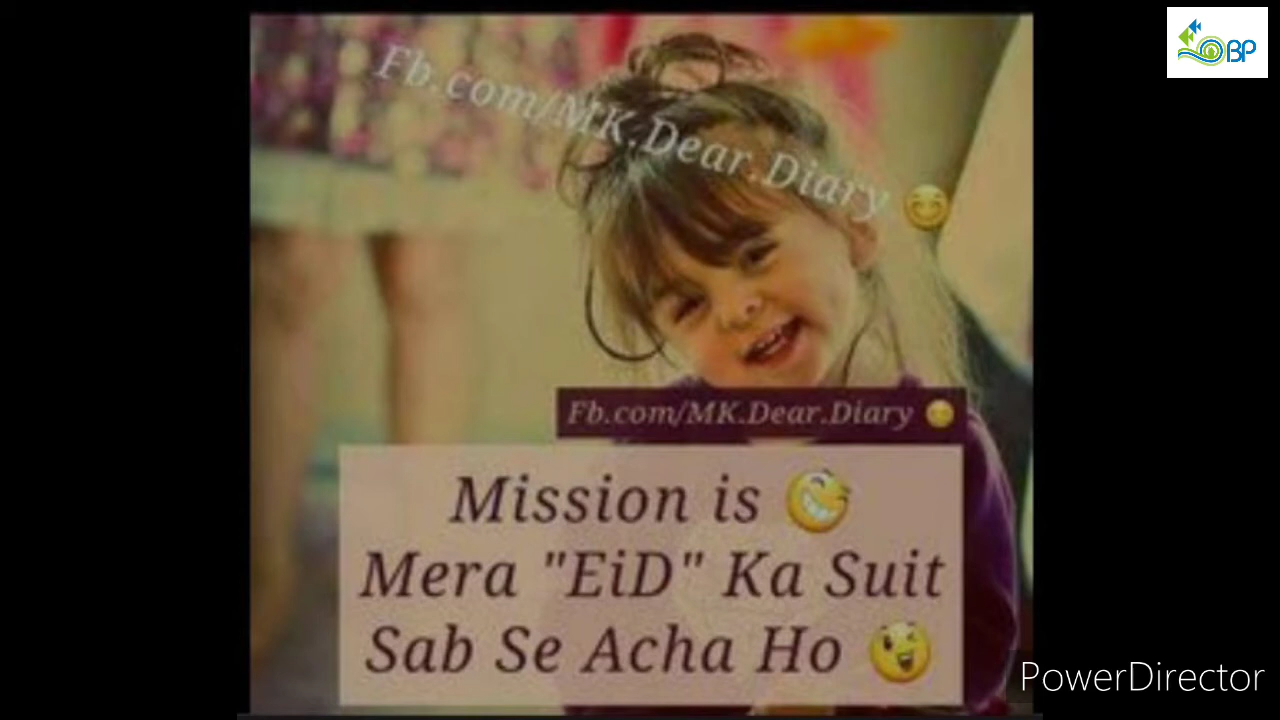 BP
Fb.com/MK.Dear.Diary 😊
Fb.com/MK.Dear.Diary 😊
Mission is 😁
Mera "EiD" Ka Suit
Sab Se Acha Ho 😉
PowerDirector